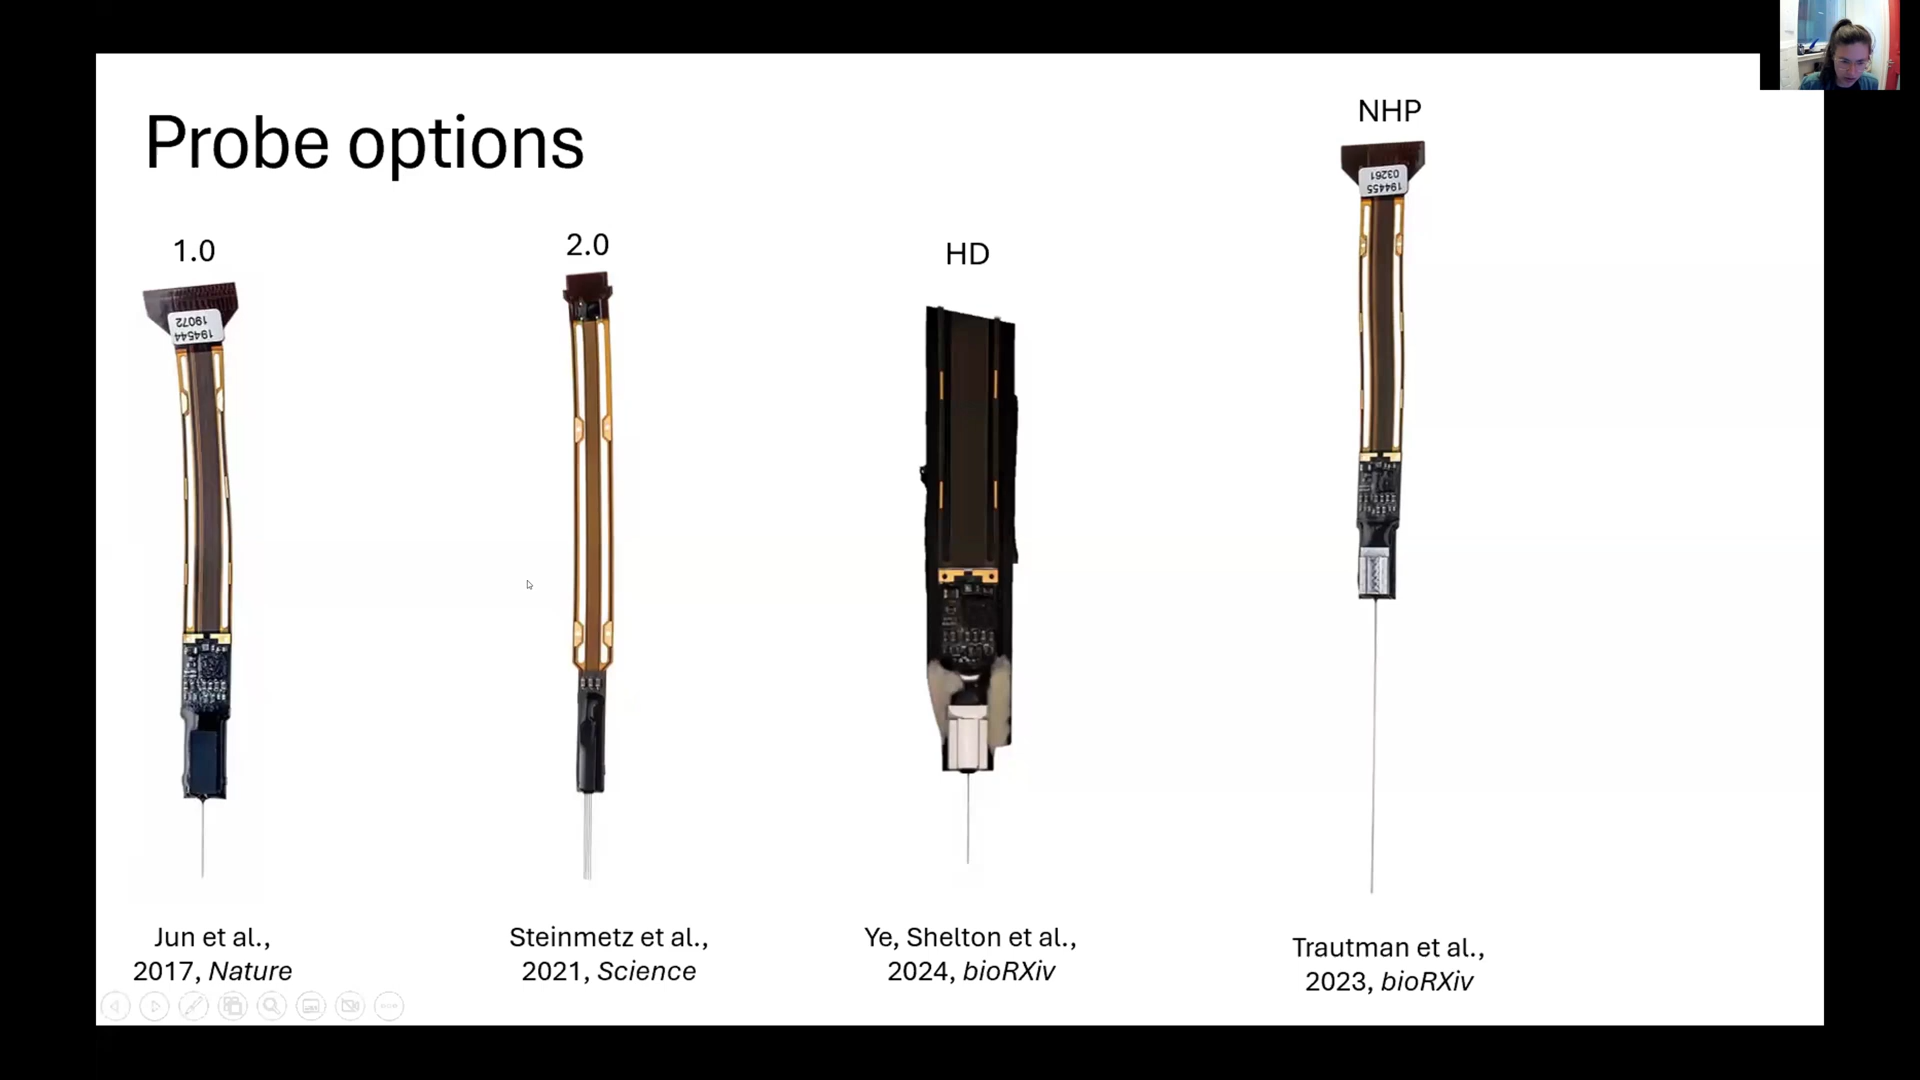 Probe options
1.0
2.0
HD
NHP
194544
19072
194455
03261
Jun et al.,
2017, Nature
Steinmetz et al.,
2021, Science
Ye, Shelton et al.,
2024, bioRXiv
Trautman et al.,
2023, bioRXiv